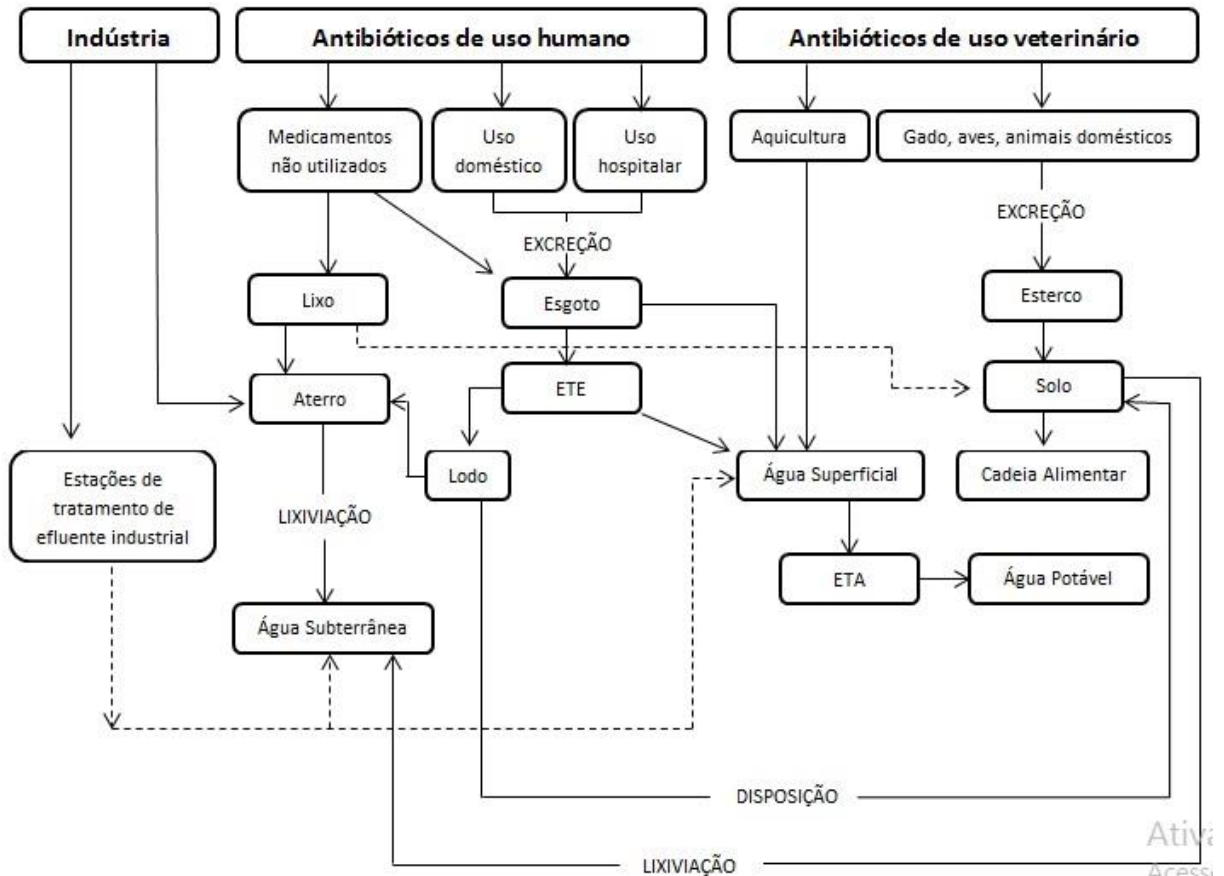 Indústria
Antibióticos de uso humano
Antibióticos de uso veterinário
Medicamentos
não utilizados
Uso
doméstico
Uso
hospitalar
Aquicultura
Gado, aves, animais domésticos
EXCREÇÃO
EXCREÇÃO
Lixo
Esgoto
Esterco
Aterro
ETE
Solo
Estações de
tratamento de
efluente industrial
LIXIVIAÇÃO
Lodo
Água Superficial
Cadeia Alimentar
ETA
Água Potável
Água Subterrânea
DISPOSIÇÃO
LIXIVIAÇÃO